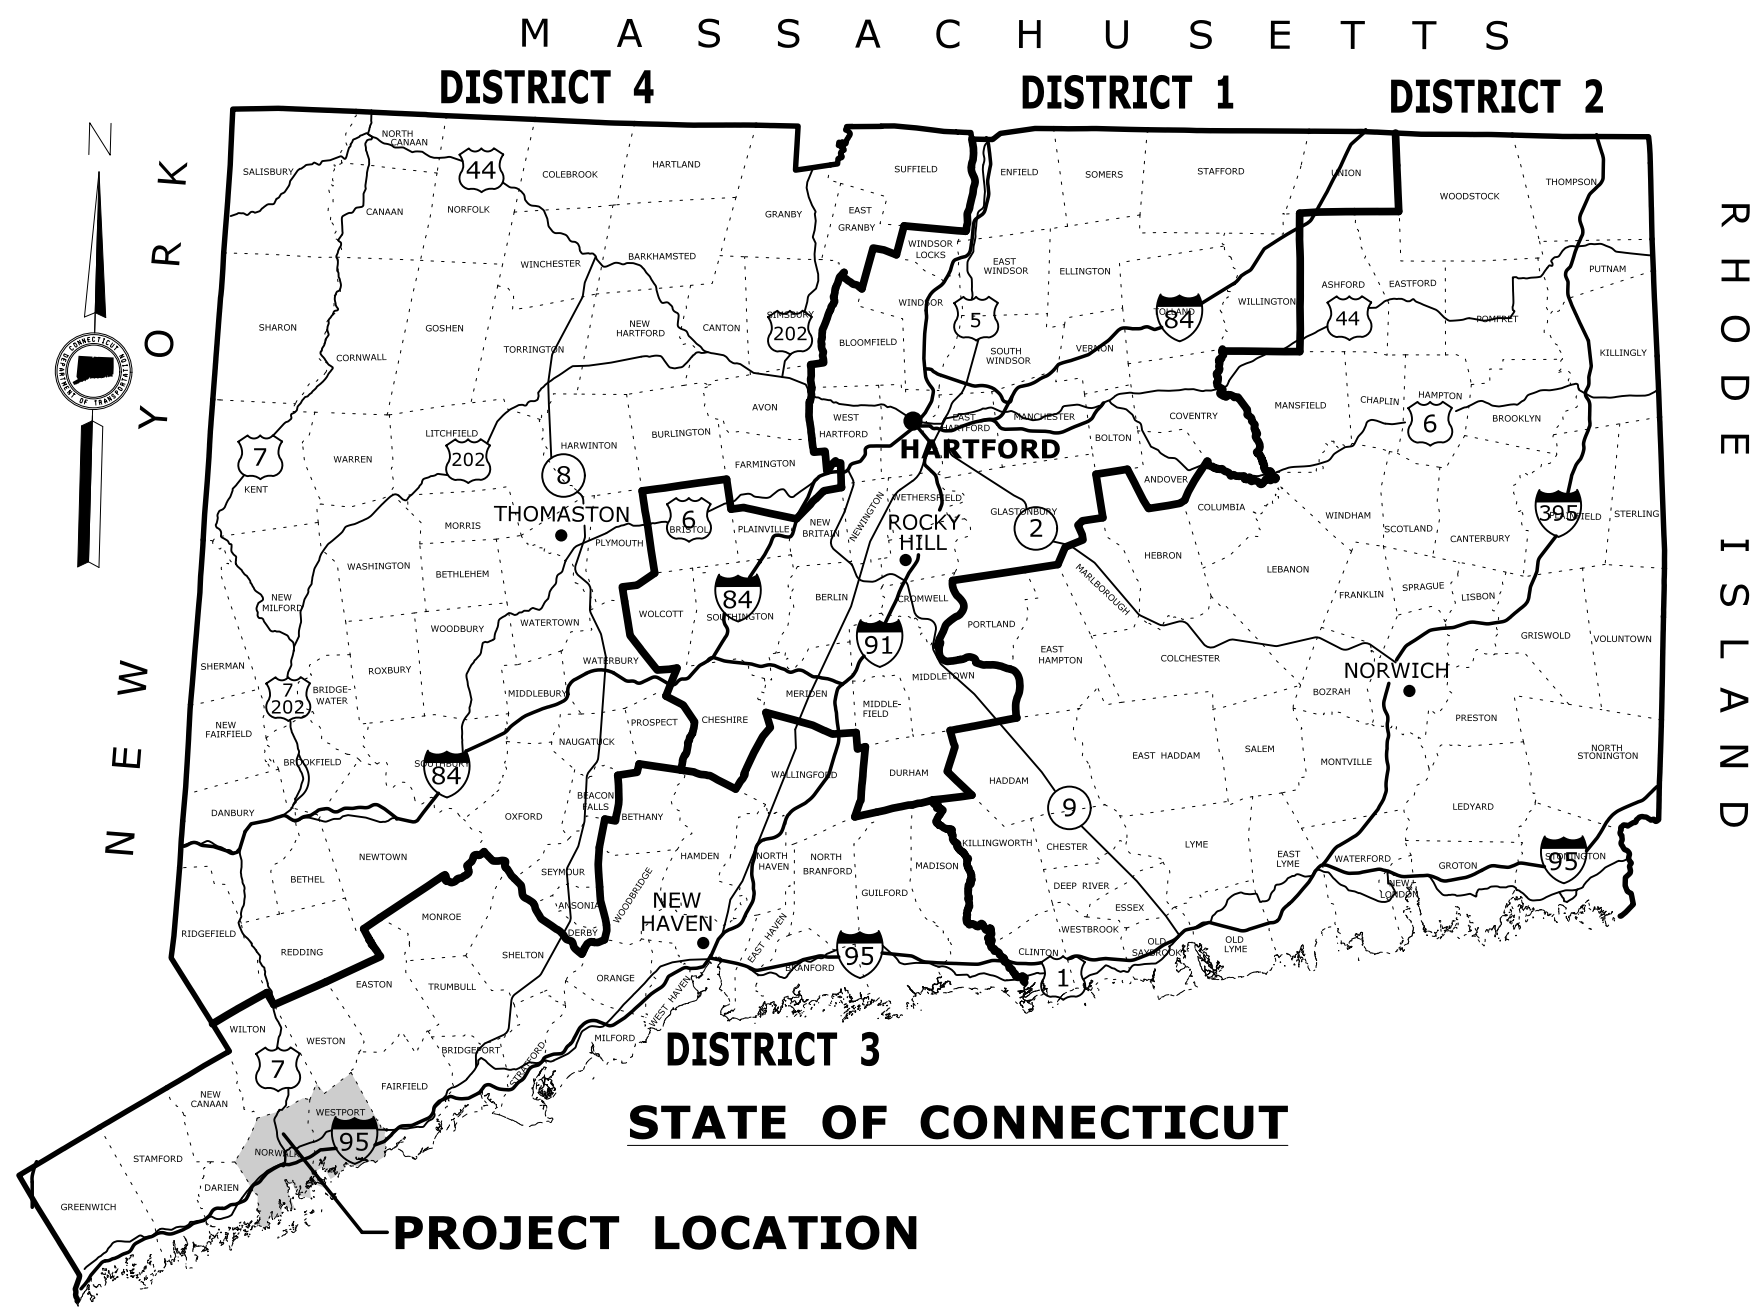 M A S S A C H U S E T T S
DISTRICT 4
DISTRICT 1
DISTRICT 2
N
NEW YORK
RHODE ISLAND
CONNECTICUT
DEPARTMENT OF TRANSPORTATION
NORTH
CANAAN
SALISBURY
44
COLEBROOK
HARTLAND
SUFFIELD
ENFIELD
SOMERS
STAFFORD
UNION
WOODSTOCK
THOMPSON
CANAAN
NORFOLK
GRANBY
EAST
GRANBY
WINDSOR
LOCKS
EAST
WINDSOR
ELLINGTON
WINCHESTER
BARKHAMSTED
PUTNAM
ASHFORD
EASTFORD
WILLINGTON
WINDSOR
TOLLAND
84
44
POMFRET
SHARON
GOSHEN
NEW
HARTFORD
CANTON
SIMSBURY
202
5
BLOOMFIELD
CORNWALL
TORRINGTON
SOUTH
WINDSOR
VERNON
KILLINGLY
AVON
WEST
HARTFORD
EAST
HARTFORD
MANCHESTER
COVENTRY
MANSFIELD
CHAPLIN
HAMPTON
6
BROOKLYN
LITCHFIELD
HARWINTON
BURLINGTON
BOLTON
HARTFORD
7
KENT
WARREN
202
8
FARMINGTON
ANDOVER
THOMASTON
MORRIS
PLYMOUTH
6
BRISTOL
PLAINVILLE
NEW
BRITAIN
NEWINGTON
WETHERSFIELD
ROCKY
HILL
GLASTONBURY
2
COLUMBIA
WINDHAM
SCOTLAND
CANTERBURY
395
PLAINFIELD
STERLING
WASHINGTON
BETHLEHEM
HEBRON
LEBANON
NEW
MILFORD
WOODBURY
WATERTOWN
WOLCOTT
84
SOUTHINGTON
BERLIN
CROMWELL
91
PORTLAND
MARLBOROUGH
FRANKLIN
SPRAGUE
LISBON
GRISWOLD
VOLUNTOWN
SHERMAN
ROXBURY
WATERBURY
MIDDLEBURY
MERIDEN
MIDDLETOWN
EAST
HAMPTON
COLCHESTER
NORWICH
BOZRAH
7
202
BRIDGE-
WATER
NEW
FAIRFIELD
PROSPECT
CHESHIRE
MIDDLE-
FIELD
PRESTON
NAUGATUCK
BROOKFIELD
SOUTHBURY
84
WALLINGFORD
DURHAM
HADDAM
EAST HADDAM
SALEM
MONTVILLE
NORTH
STONINGTON
DANBURY
OXFORD
BEACON
FALLS
BETHANY
9
LEDYARD
NEWTOWN
HAMDEN
NORTH
HAVEN
NORTH
BRANFORD
MADISON
KILLINGWORTH
CHESTER
LYME
EAST
LYME
WATERFORD
GROTON
95
STONINGTON
BETHEL
SEYMOUR
WOODBRIDGE
GUILFORD
DEEP RIVER
NEW
LONDON
ANSONIA
ESSEX
MONROE
DERBY
NEW
HAVEN
EAST HAVEN
WESTBROOK
OLD
SAYBROOK
OLD
LYME
RIDGEFIELD
REDDING
SHELTON
95
BRANFORD
CLINTON
1
EASTON
TRUMBULL
ORANGE
WEST HAVEN
WILTON
WESTON
BRIDGEPORT
STRATFORD
MILFORD
DISTRICT 3
7
NEW
CANAAN
FAIRFIELD
WESTPORT
95
STATE OF CONNECTICUT
STAMFORD
NORWALK
DARIEN
GREENWICH
PROJECT LOCATION